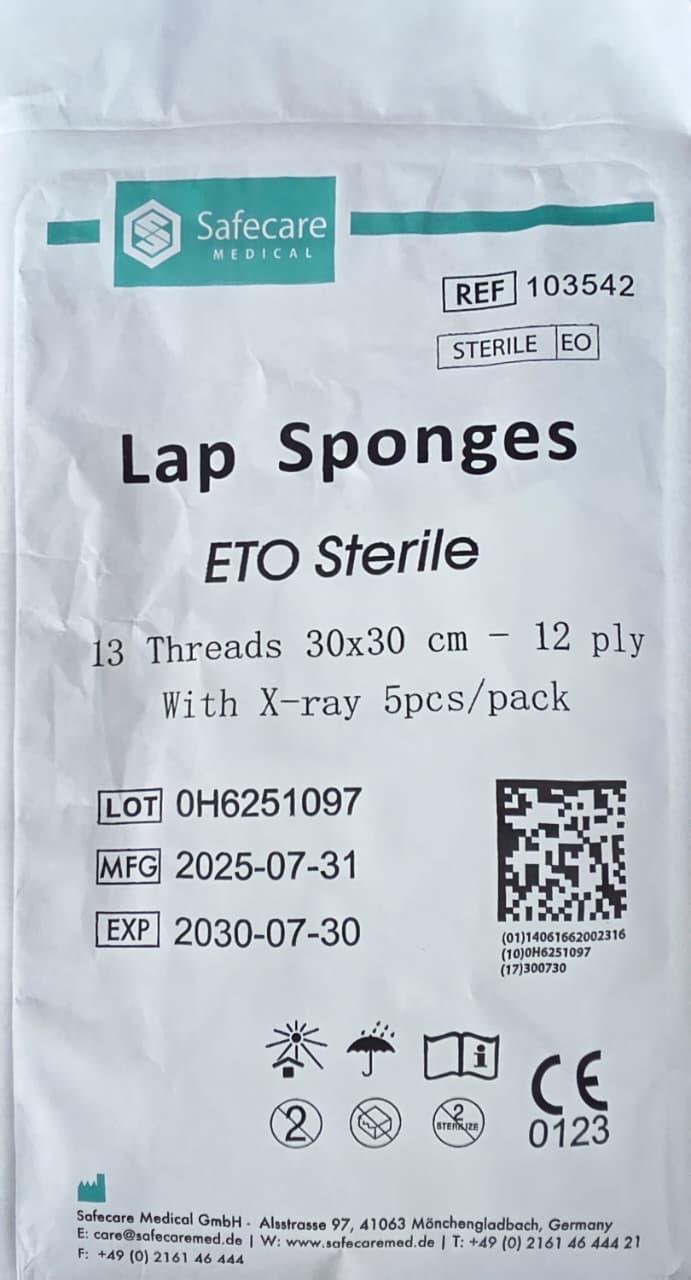 Safecare
MEDICAL
REF 103542
STERILE EO
Lap Sponges
ETO Sterile
13 Threads 30x30 cm - 12 ply
With X-ray 5pcs/pack
LOT 0H6251097
MFG 2025-07-31
EXP 2030-07-30
(01)14061662002316
(10)0H6251097
(17)300730
i
2
2
STERILIZE
CE
0123
Safecare Medical GmbH - Alsstrasse 97, 41063 Mönchengladbach, Germany
E: care@safecaremed.de | W: www.safecaremed.de | T: +49 (0) 2161 46 444 21
F: +49 (0) 2161 46 444